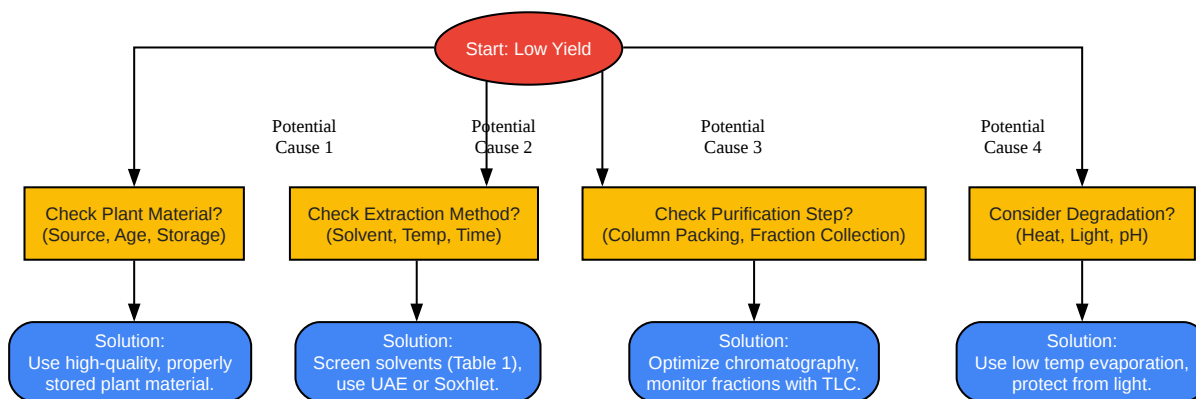 Start: Low Yield
Potential
Cause 1
Potential
Cause 2
Potential
Cause 3
Potential
Cause 4
Check Plant Material?
(Source, Age, Storage)
Check Extraction Method?
(Solvent, Temp, Time)
Check Purification Step?
(Column Packing, Fraction Collection)
Consider Degradation?
(Heat, Light, pH)
Solution:
Use high-quality, properly
stored plant material.
Solution:
Screen solvents (Table 1),
use UAE or Soxhlet.
Solution:
Optimize chromatography,
monitor fractions with TLC.
Solution:
Use low temp evaporation,
protect from light.